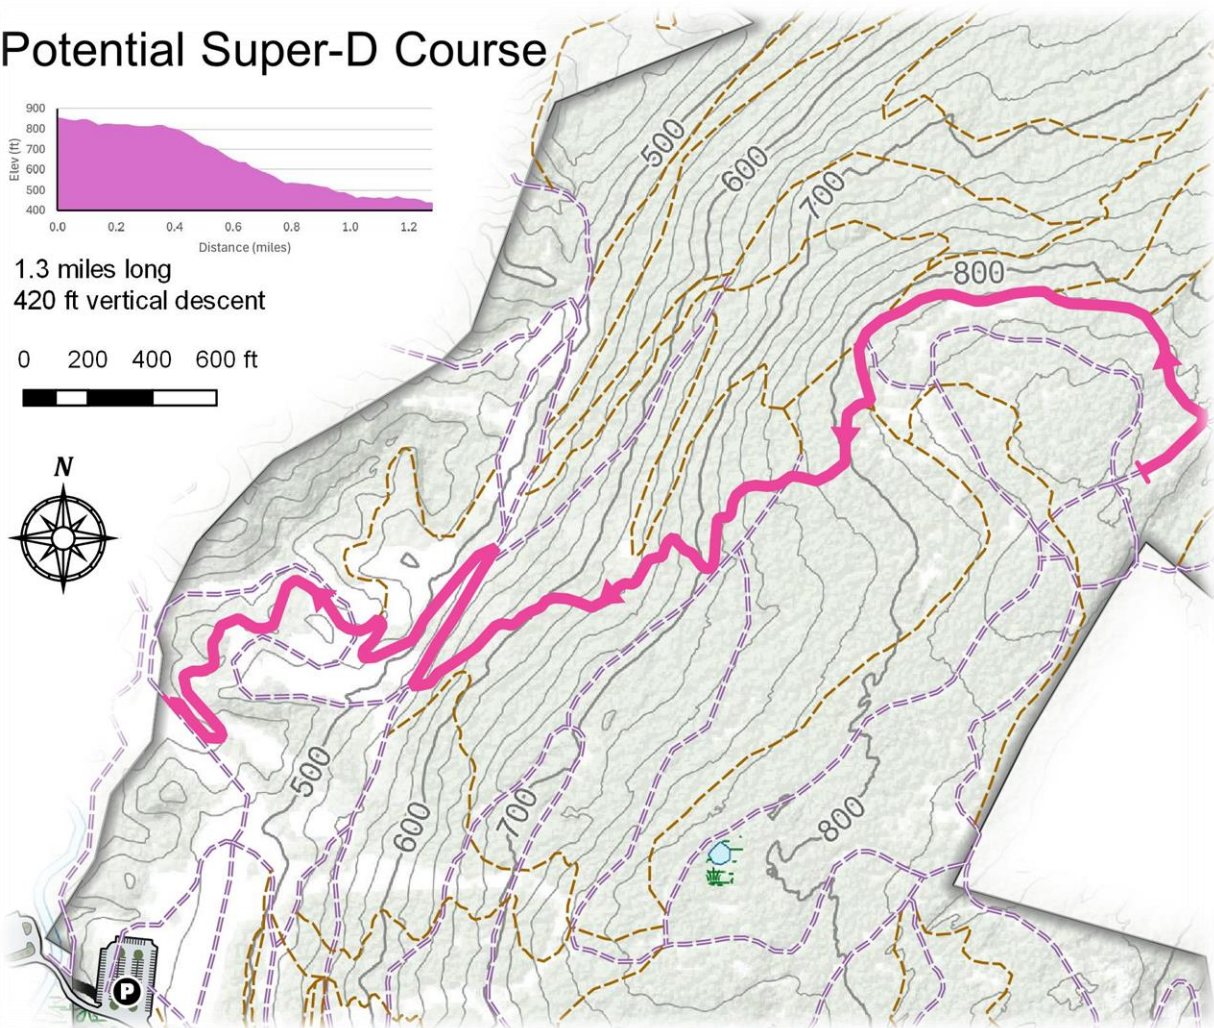 Potential Super-D Course
900
800
700
600
500
400
Elev (ft)
0.0 0.2 0.4 0.6 0.8 1.0 1.2
Distance (miles)
1.3 miles long
420 ft vertical descent
0 200 400 600 ft
N
500
600
700
800
500
600
700
800
P